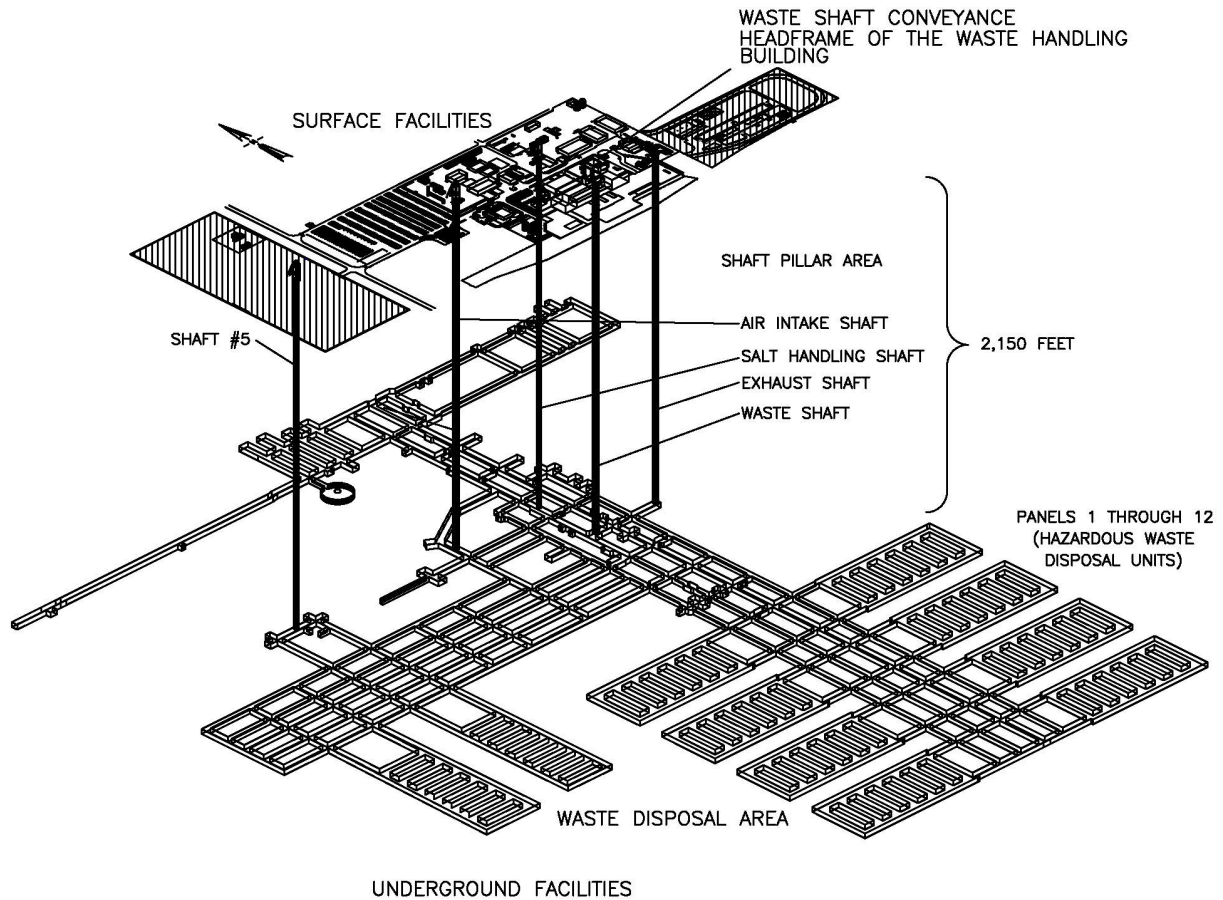 WASTE SHAFT CONVEYANCE
HEADFRAME OF THE WASTE HANDLING
BUILDING
SURFACE FACILITIES
SHAFT PILLAR AREA
SHAFT #5
AIR INTAKE SHAFT
2,150 FEET
SALT HANDLING SHAFT
EXHAUST SHAFT
WASTE SHAFT
PANELS 1 THROUGH 12
(HAZARDOUS WASTE
DISPOSAL UNITS)
WASTE DISPOSAL AREA
UNDERGROUND FACILITIES